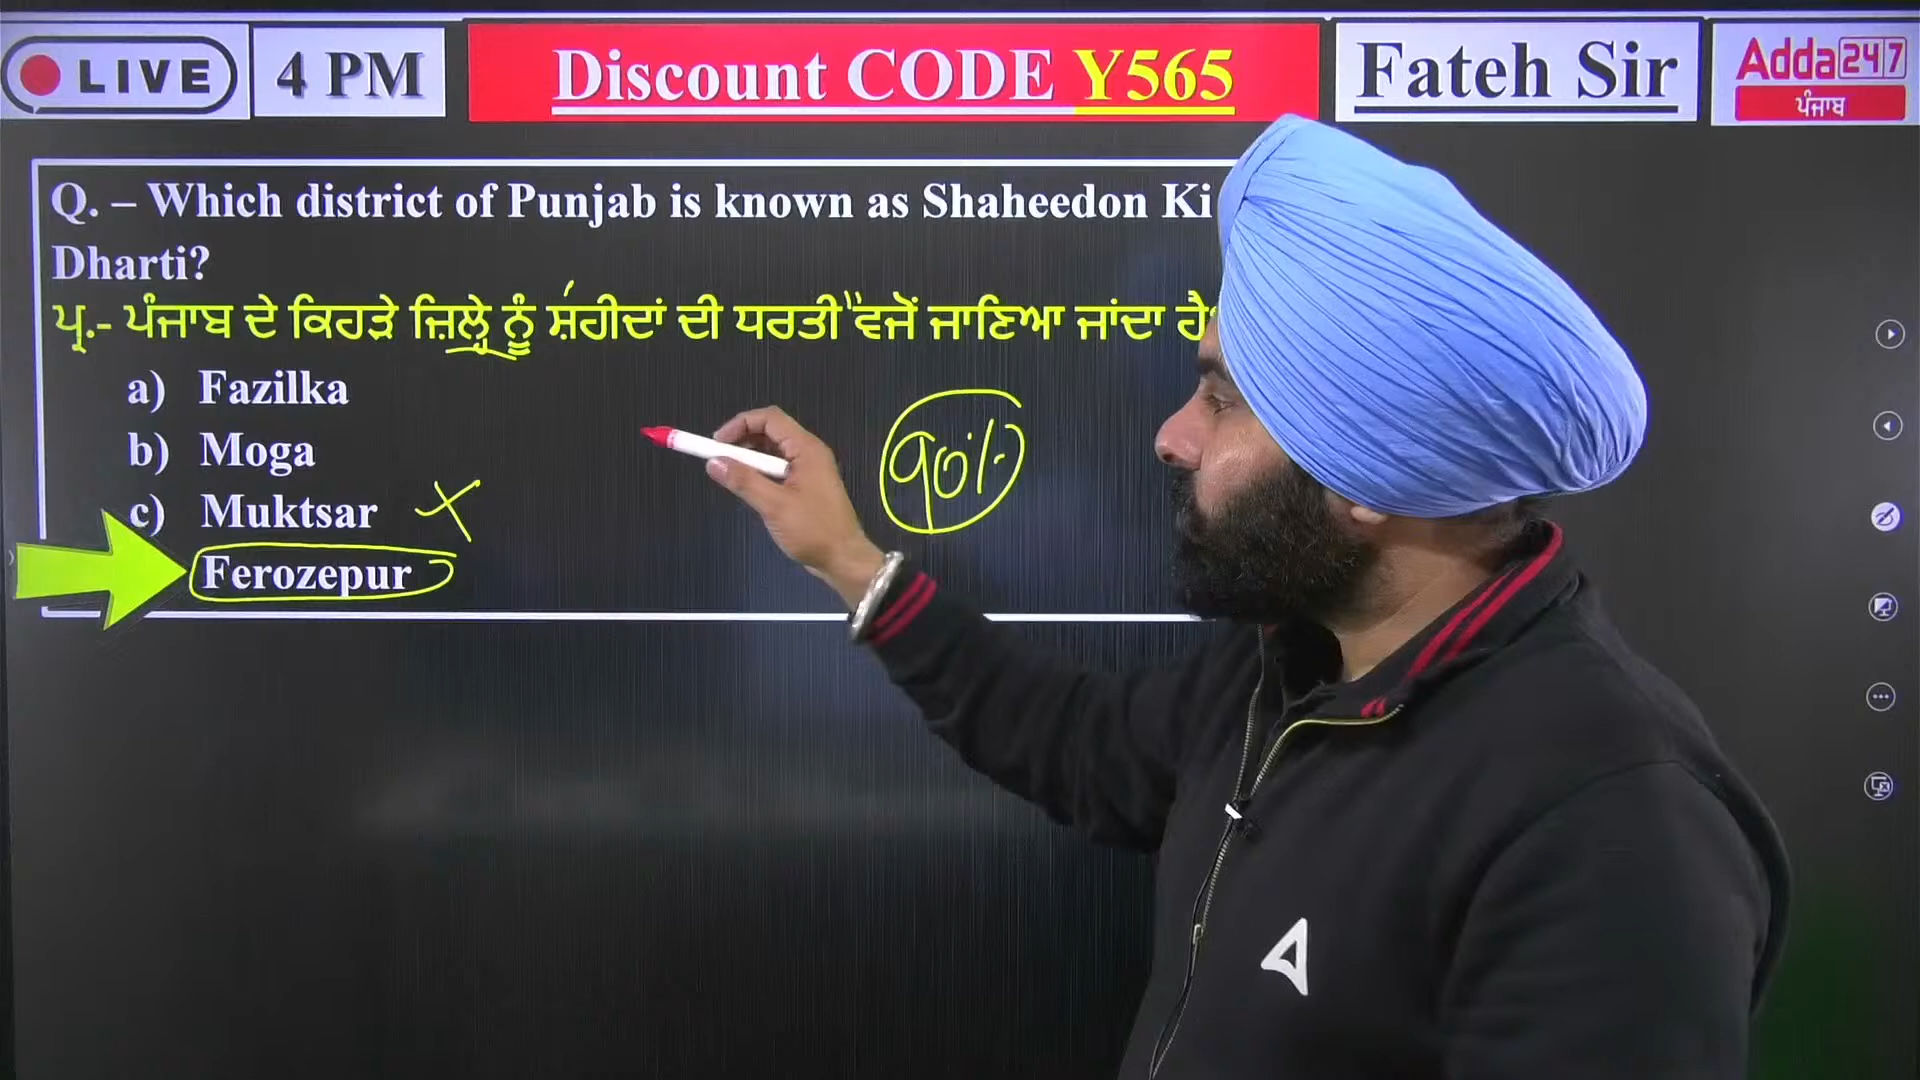 LIVE
4 PM
Discount CODE Y565
Fateh Sir
Adda247
ਪੰਜਾਬ
Q. – Which district of Punjab is known as Shaheedon Ki
Dharti?
ਪ੍ਰ.- ਪੰਜਾਬ ਦੇ ਕਿਹੜੇ ਜ਼ਿਲ੍ਹੇ ਨੂੰ ਸ਼ਹੀਦਾਂ ਦੀ ਧਰਤੀ ਵਜੋਂ ਜਾਣਿਆ ਜਾਂਦਾ ਹੈ?
a) Fazilka
b) Moga
c) Muktsar
Ferozepur
90%